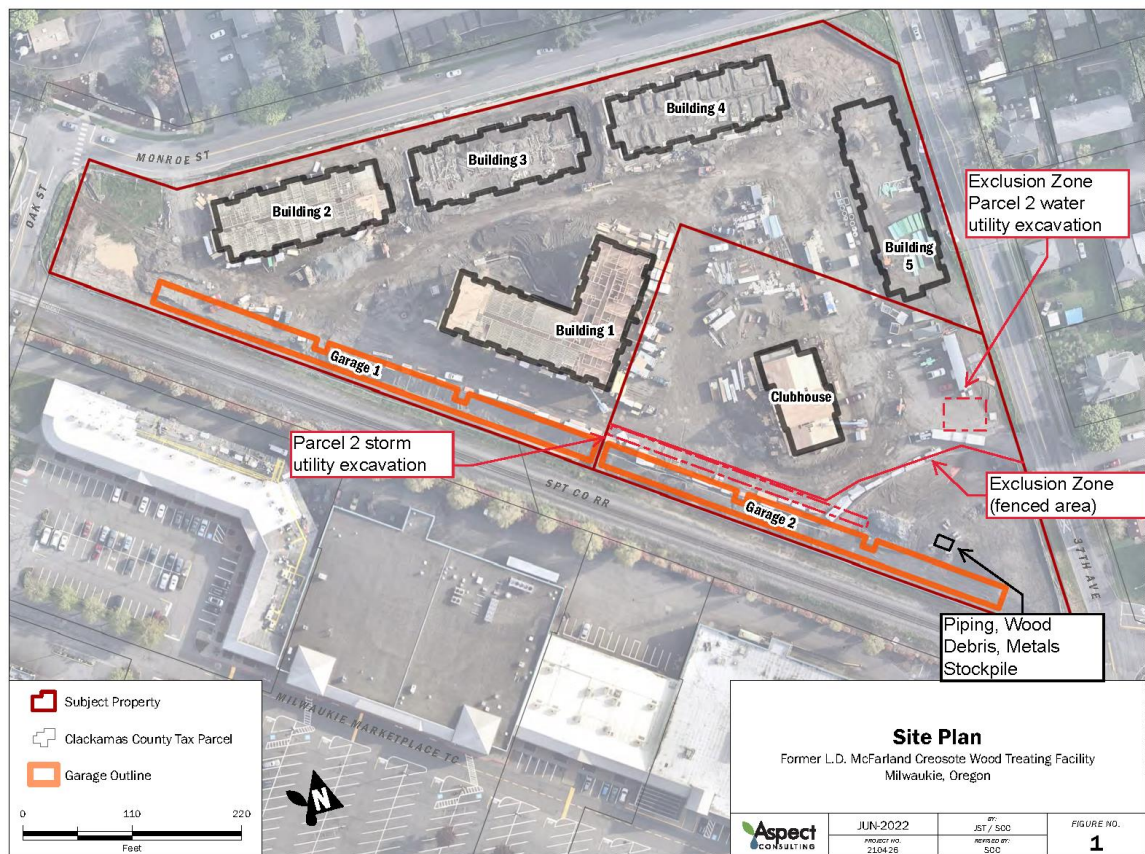 MONROE ST
OAK ST
Building 4
Building 3
Building 2
Building 5
Building 1
Clubhouse
Garage 1
Garage 2
Exclusion Zone
Parcel 2 water
utility excavation
Parcel 2 storm
utility excavation
SPT CO RR
Exclusion Zone
(fenced area)
37TH AVE
Piping, Wood
Debris, Metals
Stockpile
MILWAUKIE MARKETPLACE TC
Subject Property
Clackamas County Tax Parcel
Garage Outline
0 110 220
Feet
N
Site Plan
Former L.D. McFarland Creosote Wood Treating Facility
Milwaukie, Oregon
Aspect
CONSULTING
JUN-2022
PROJECT NO.
210426
BY:
JST / SCC
REVISED BY:
SCC
FIGURE NO.
1